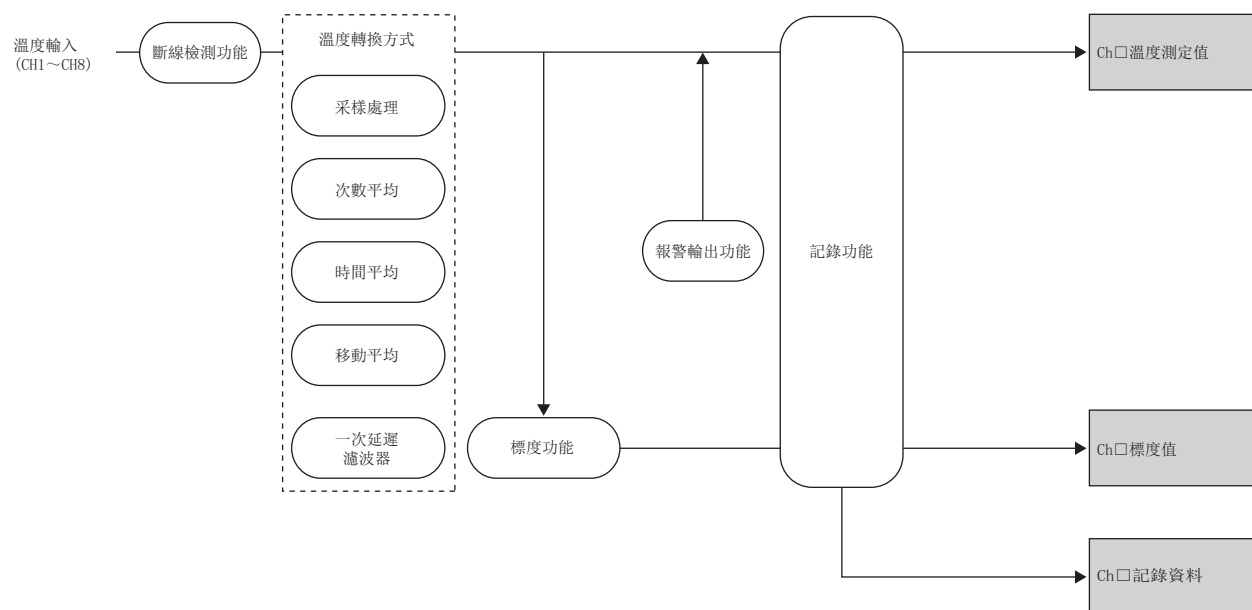 溫度輸入
(CH1～CH8)
斷線檢測功能
溫度轉換方式
采樣處理
次數平均
時間平均
移動平均
一次延遲
濾波器
標度功能
報警輸出功能
記錄功能
Ch□溫度測定值
Ch□標度值
Ch□記錄資料